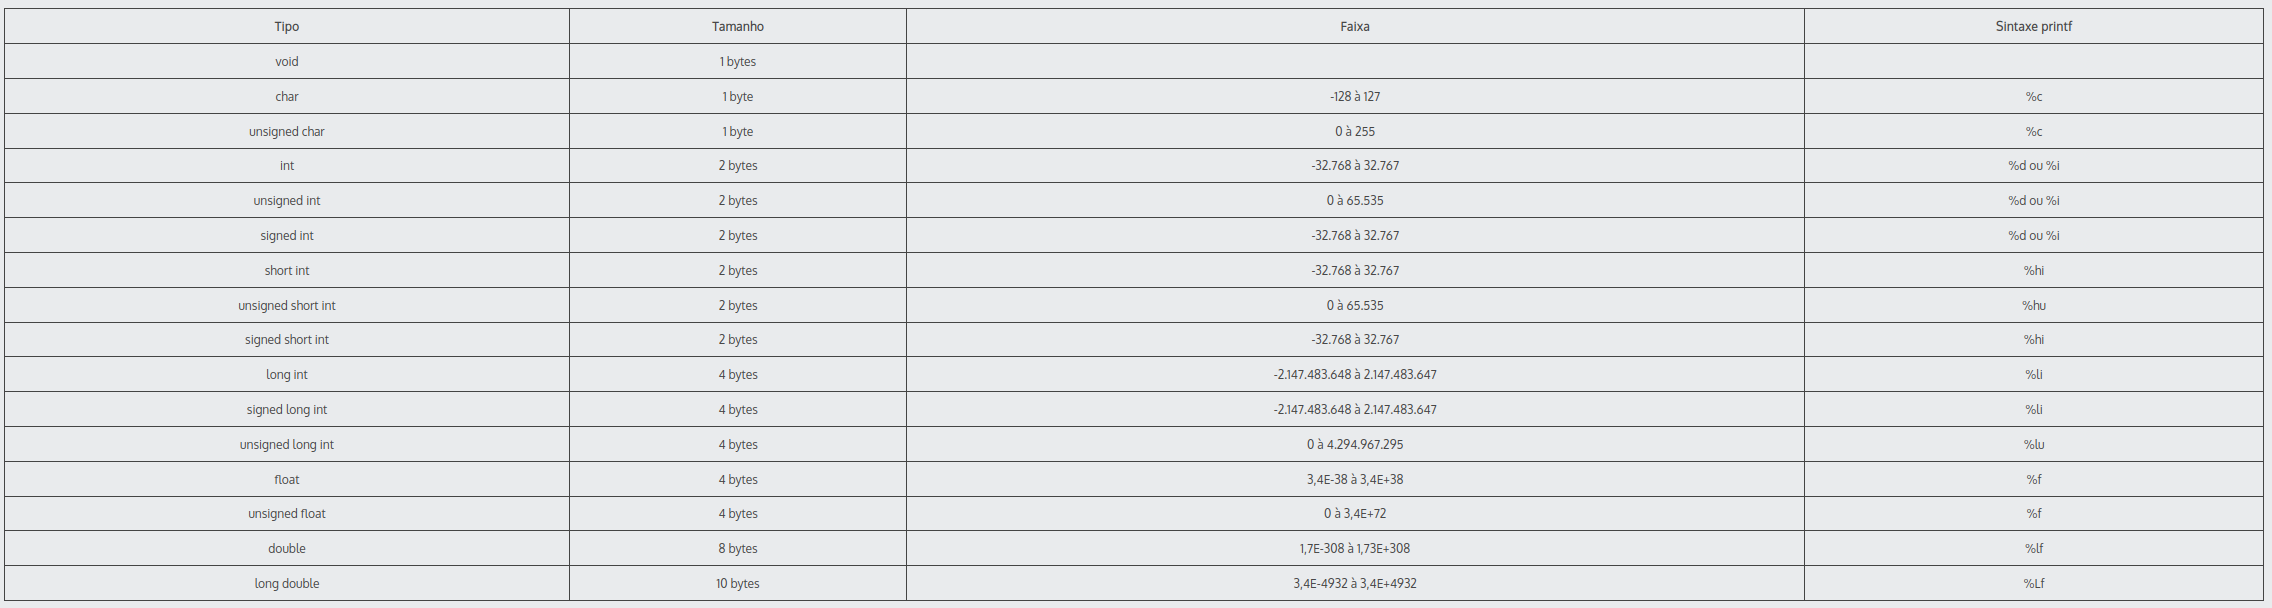 Tipo Tamanho Faixa Sintaxe printf
void 1 bytes
char 1 byte -128 à 127 %c
unsigned char 1 byte 0 à 255 %c
int 2 bytes -32.768 à 32.767 %d ou %i
unsigned int 2 bytes 0 à 65.535 %d ou %i
signed int 2 bytes -32.768 à 32.767 %d ou %i
short int 2 bytes -32.768 à 32.767 %hi
unsigned short int 2 bytes 0 à 65.535 %hu
signed short int 2 bytes -32.768 à 32.767 %hi
long int 4 bytes -2.147.483.648 à 2.147.483.647 %li
signed long int 4 bytes -2.147.483.648 à 2.147.483.647 %li
unsigned long int 4 bytes 0 à 4.294.967.295 %lu
float 4 bytes 3,4E-38 à 3,4E+38 %f
unsigned float 4 bytes 0 à 3,4E+72 %f
double 8 bytes 1,7E-308 à 1,73E+308 %lf
long double 10 bytes 3,4E-4932 à 3,4E+4932 %Lf